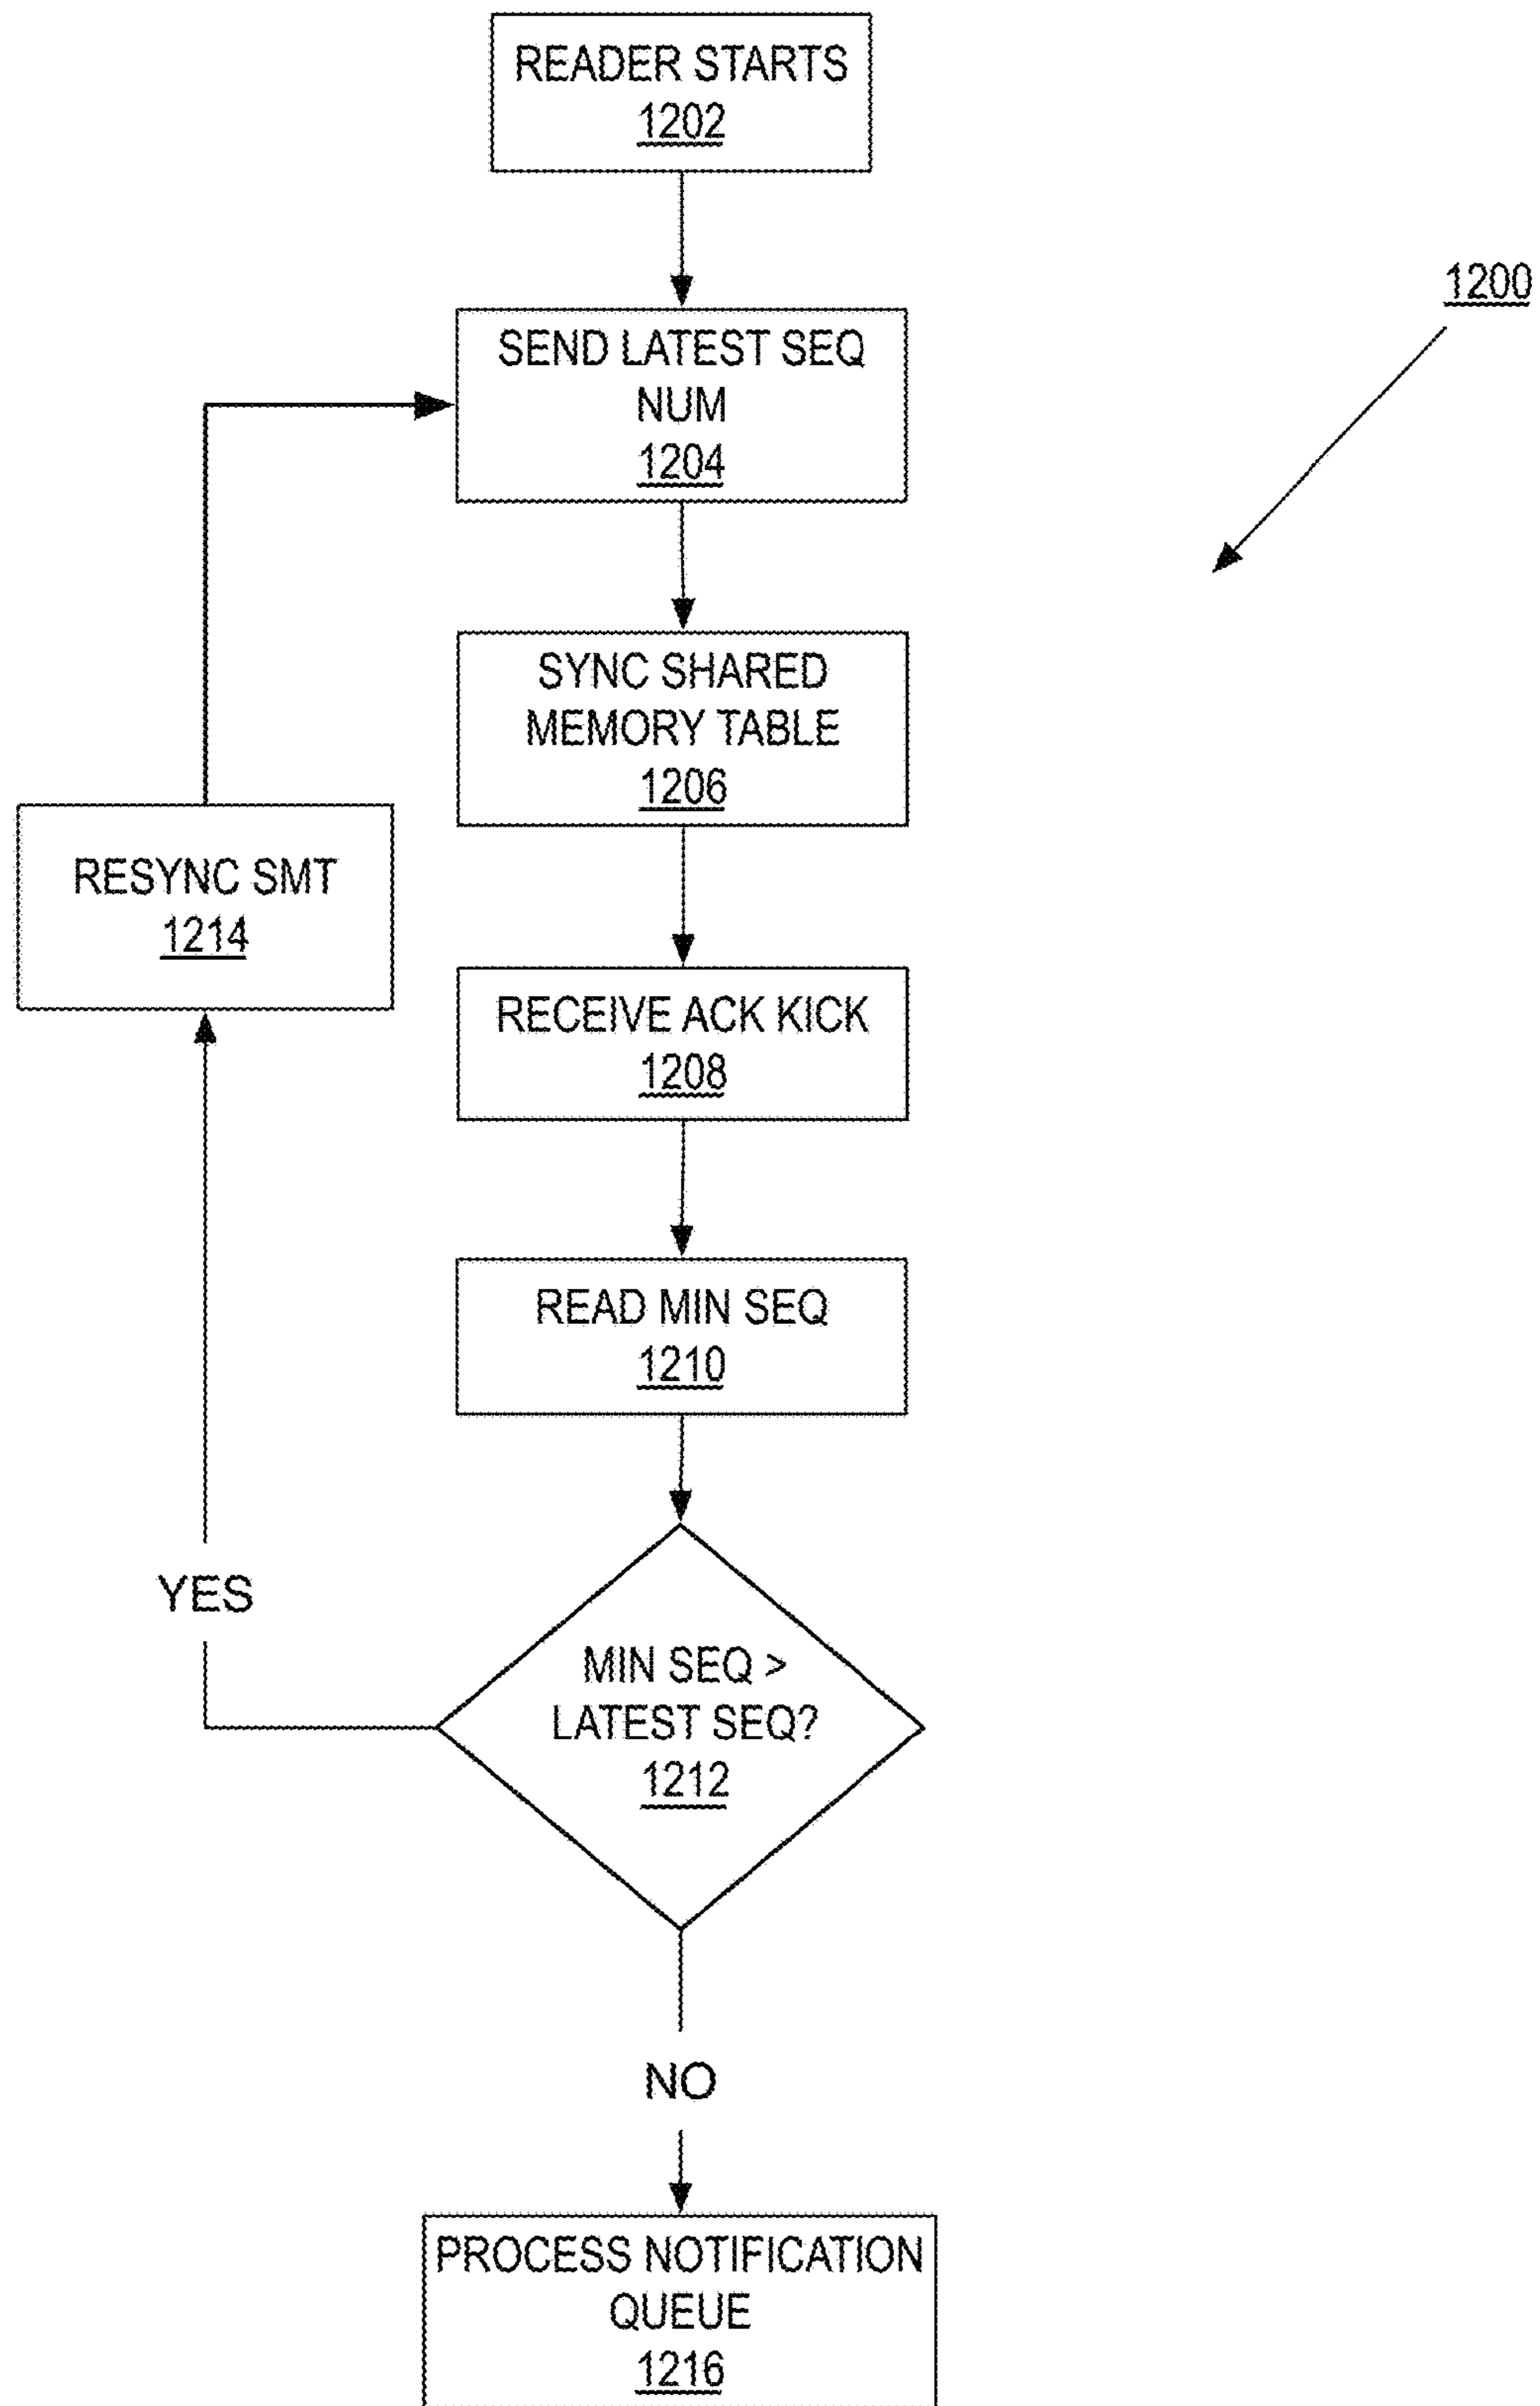 READER STARTS
1202
1200
SEND LATEST SEQ
NUM
1204
SYNC SHARED
MEMORY TABLE
1206
RESYNC SMT
1214
RECEIVE ACK KICK
1208
READ MIN SEQ
1210
YES
MIN SEQ >
LATEST SEQ?
1212
NO
PROCESS NOTIFICATION
QUEUE
1216